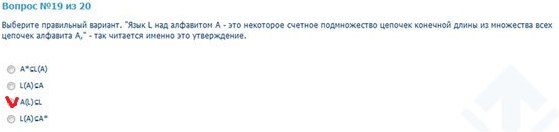 Вопрос №19 из 20
Выберите правильный вариант. "Язык L над алфавитом А - это некоторое счетное подмножество цепочек конечной длины из множества всех
цепочек алфавита А," - так читается именно это утверждение.
A*⊆L(A)
L(A)⊆A
A(L)⊆L
L(A)⊆A*